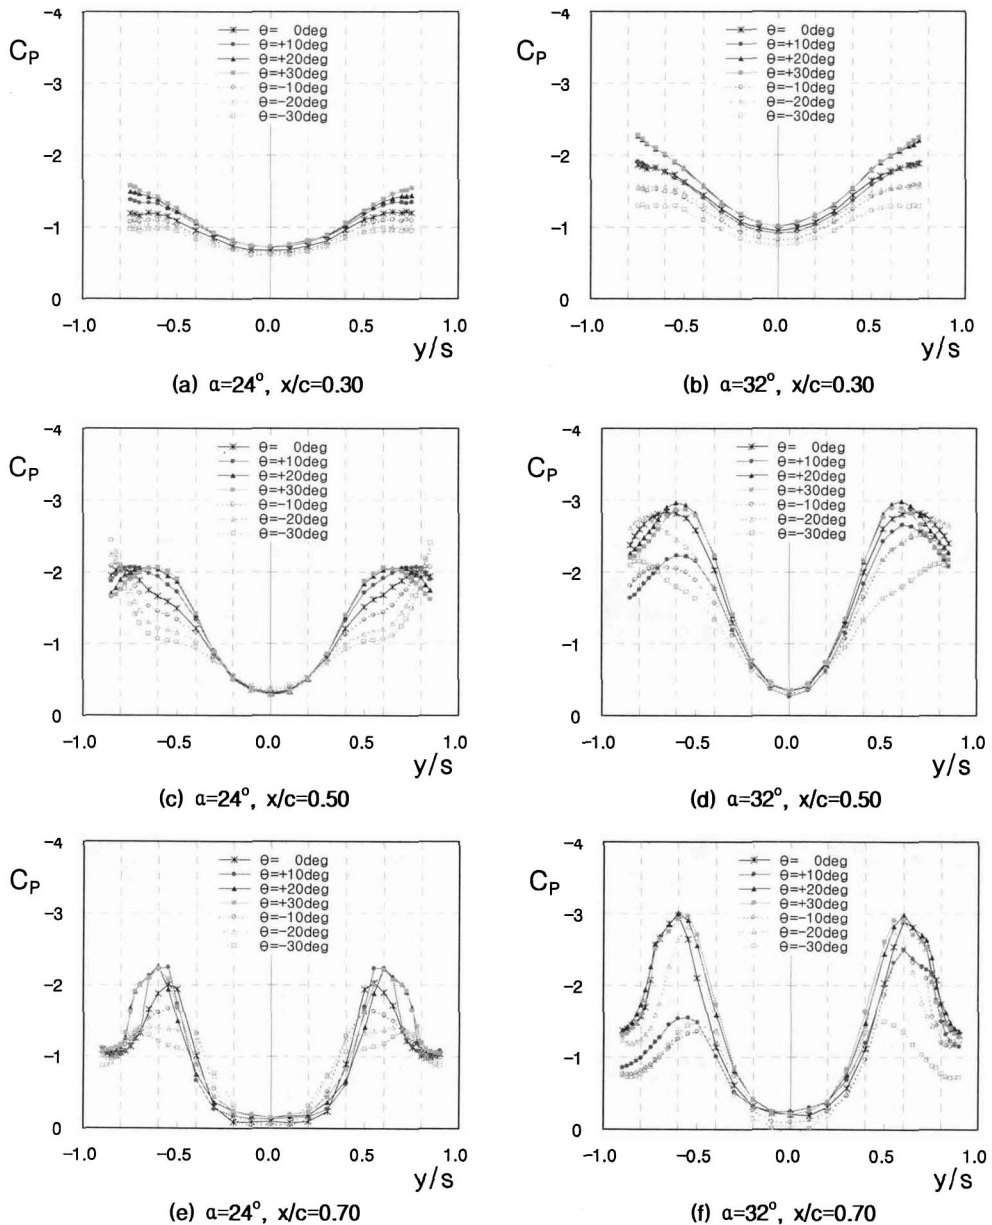 -4
-3
-2
-1
0
C_P
θ= 0deg
θ=+10deg
θ=+20deg
θ=+30deg
θ=-10deg
θ=-20deg
θ=-30deg
-1.0 -0.5 0.0 0.5 1.0
y/s
(a) α=24°, x/c=0.30
-4
-3
-2
-1
0
C_P
θ= 0deg
θ=+10deg
θ=+20deg
θ=+30deg
θ=-10deg
θ=-20deg
θ=-30deg
-1.0 -0.5 0.0 0.5 1.0
y/s
(b) α=32°, x/c=0.30
-4
-3
-2
-1
0
C_P
θ= 0deg
θ=+10deg
θ=+20deg
θ=+30deg
θ=-10deg
θ=-20deg
θ=-30deg
-1.0 -0.5 0.0 0.5 1.0
y/s
(c) α=24°, x/c=0.50
-4
-3
-2
-1
0
C_P
θ= 0deg
θ=+10deg
θ=+20deg
θ=+30deg
θ=-10deg
θ=-20deg
θ=-30deg
-1.0 -0.5 0.0 0.5 1.0
y/s
(d) α=32°, x/c=0.50
-4
-3
-2
-1
0
C_P
θ= 0deg
θ=+10deg
θ=+20deg
θ=+30deg
θ=-10deg
θ=-20deg
θ=-30deg
-1.0 -0.5 0.0 0.5 1.0
y/s
(e) α=24°, x/c=0.70
-4
-3
-2
-1
0
C_P
θ= 0deg
θ=+10deg
θ=+20deg
θ=+30deg
θ=-10deg
θ=-20deg
θ=-30deg
-1.0 -0.5 0.0 0.5 1.0
y/s
(f) α=32°, x/c=0.70